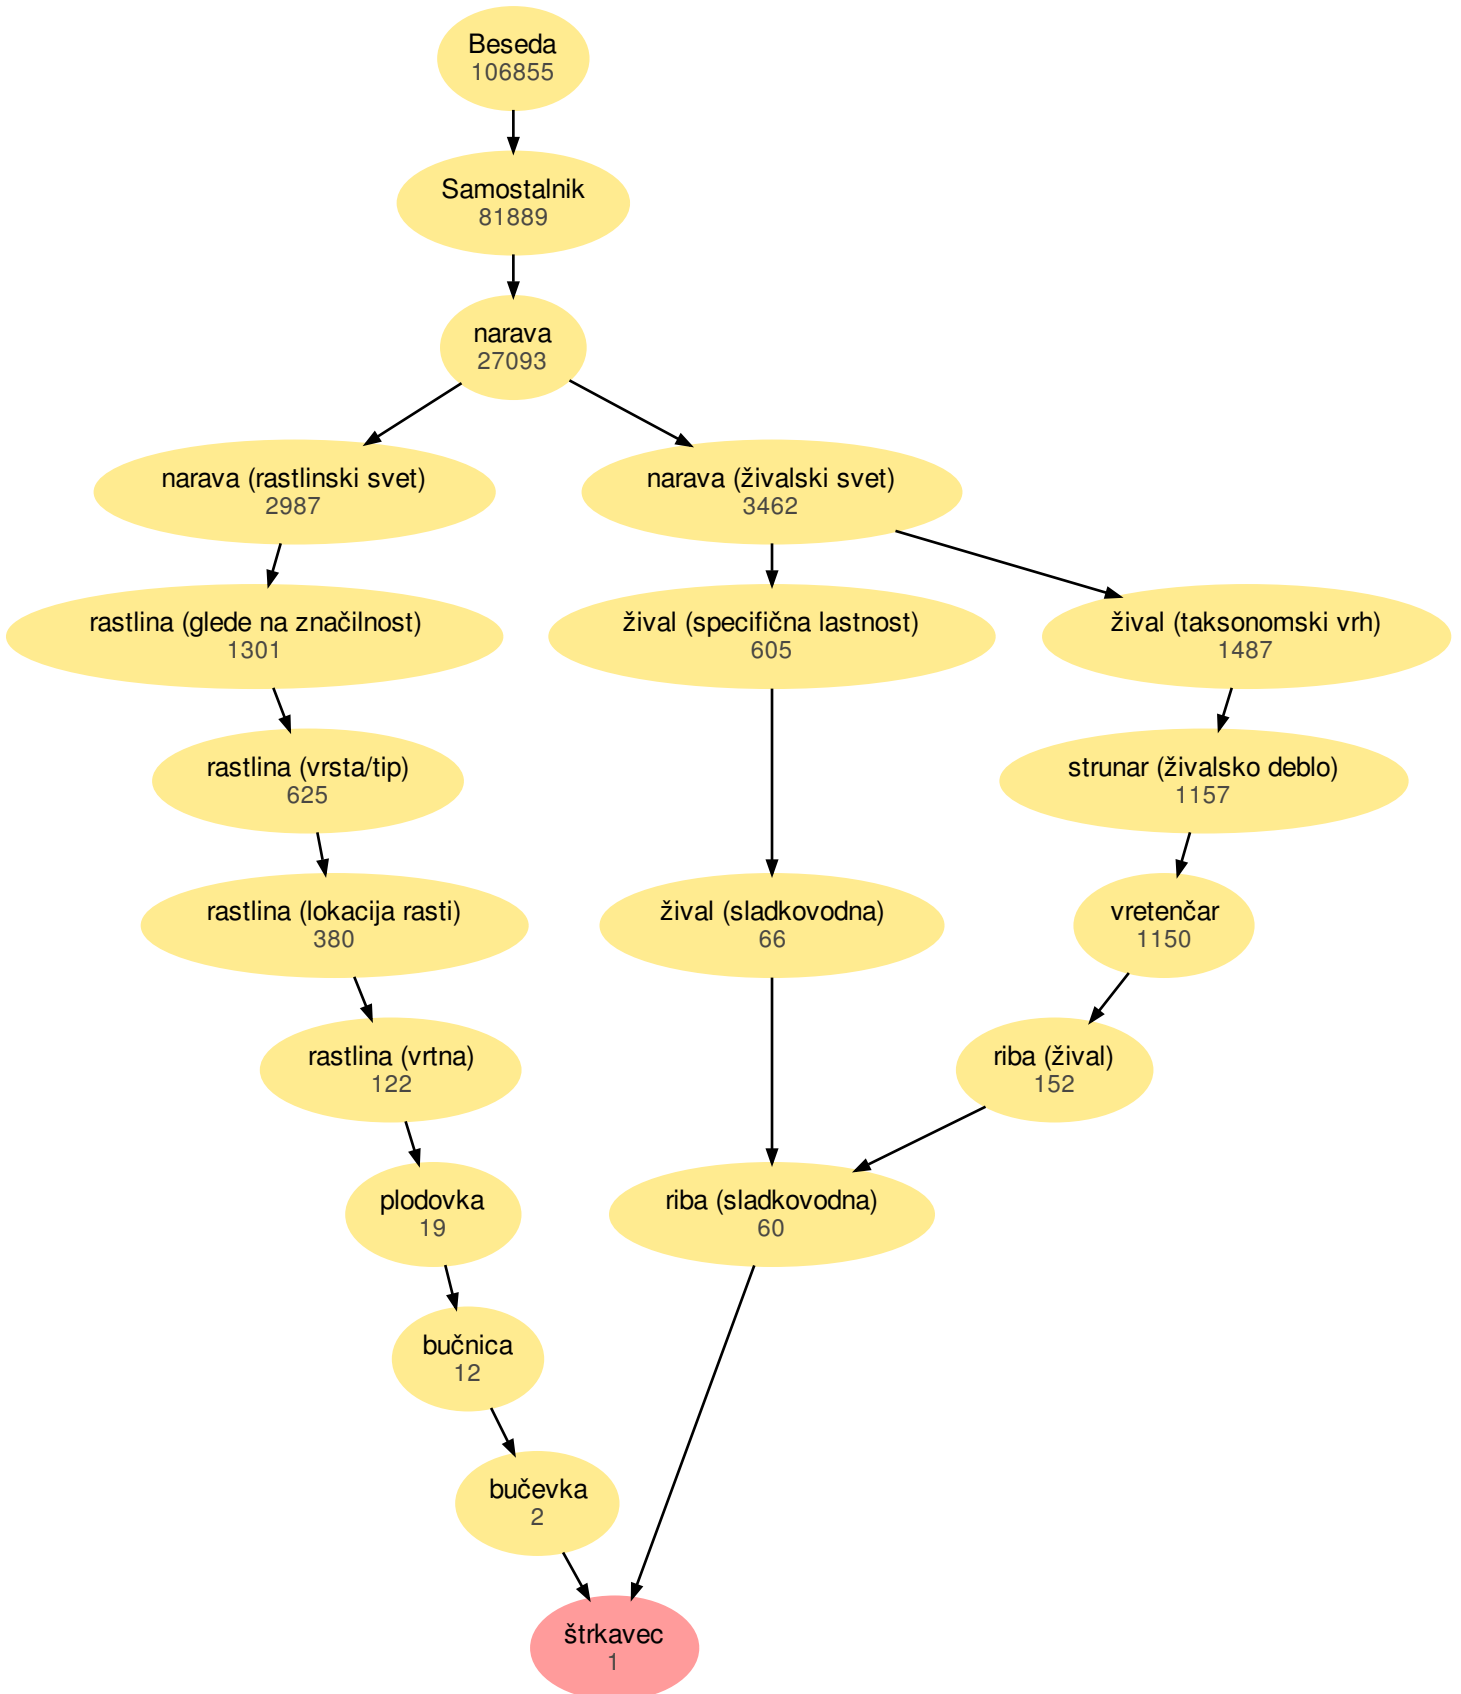 Beseda
106855
Samostalnik
81889
narava
27093
narava (rastlinski svet)
2987
narava (živalski svet)
3462
rastlina (glede na značilnost)
1301
žival (specifična lastnost)
605
žival (taksonomski vrh)
1487
rastlina (vrsta/tip)
625
strunar (živalsko deblo)
1157
rastlina (lokacija rasti)
380
žival (sladkovodna)
66
vretenčar
1150
rastlina (vrtna)
122
riba (žival)
152
plodovka
19
riba (sladkovodna)
60
bučnica
12
bučevka
2
štrkavec
1